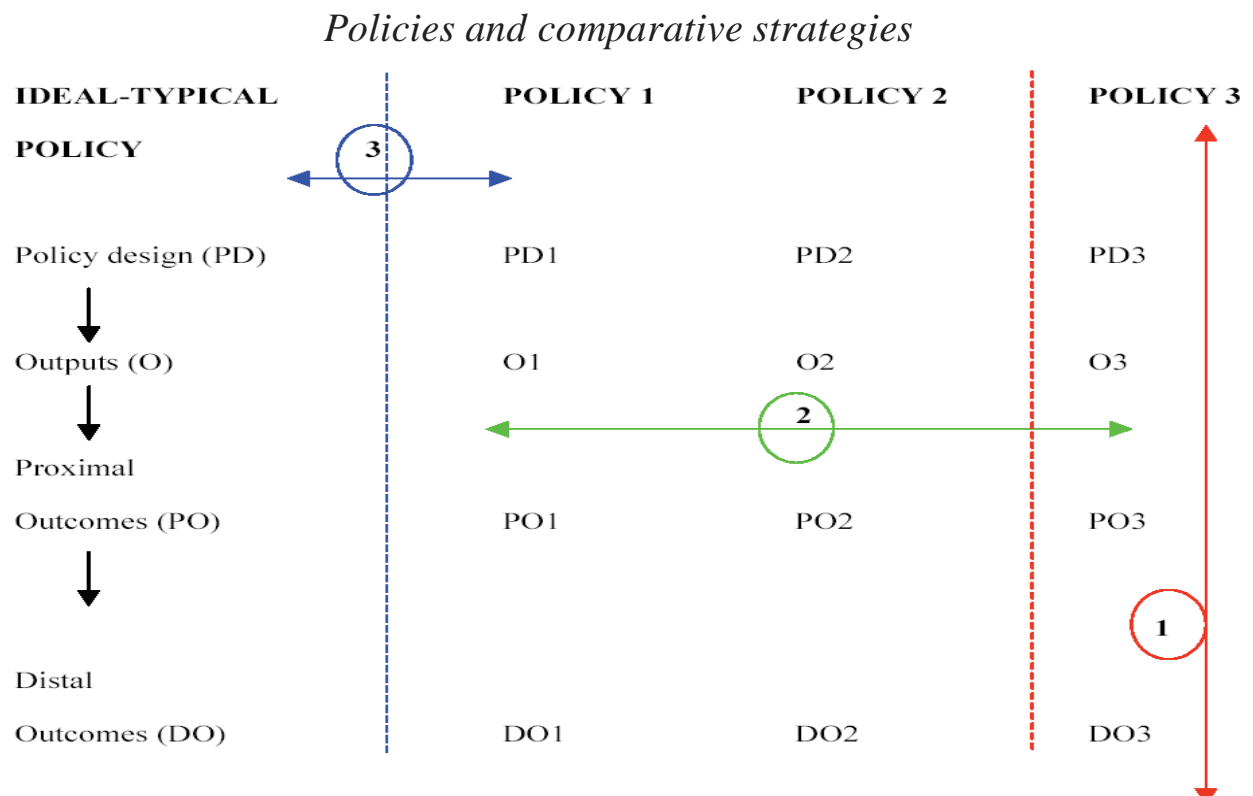 Policies and comparative strategies
IDEAL-TYPICAL POLICY 1 POLICY 2 POLICY 3
POLICY 3
Policy design (PD) PD1 PD2 PD3
Outputs (O) O1 O2 O3
2
Proximal
Outcomes (PO) PO1 PO2 PO3
1
Distal
Outcomes (DO) DO1 DO2 DO3